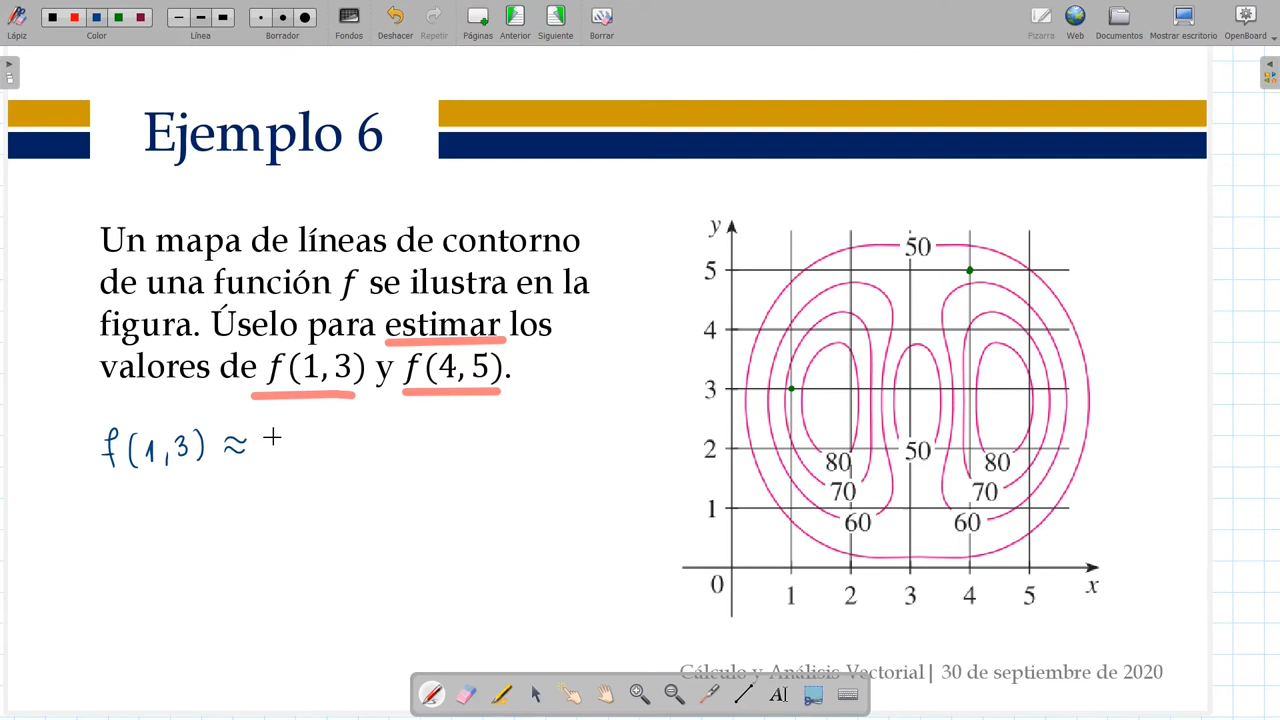 Lápiz Color Línea Borrador Fondos Deshacer Repetir Páginas Anterior Siguiente Borrar Pizarra Web Documentos Mostrar escritorio OpenBoard
Ejemplo 6
Un mapa de líneas de contorno
de una función f se ilustra en la
figura. Úselo para estimar los
valores de f(1, 3) y f(4, 5).
f(1,3) ≈
y
50
5
4
3
2
50
80 80
70 70
1
60 60
0 1 2 3 4 5 x
Cálculo y Análisis Vectorial| 30 de septiembre de 2020